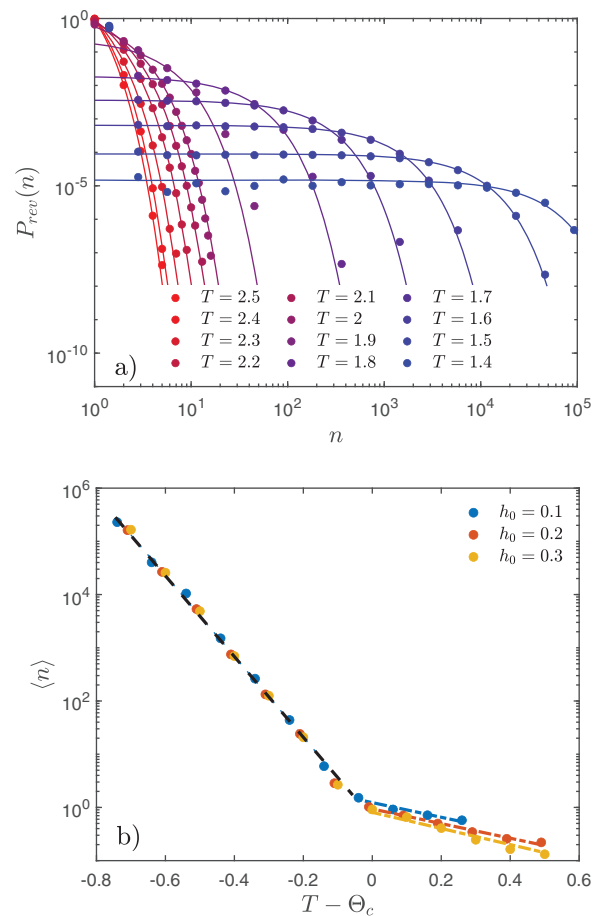 10^0
10^{-5}
10^{-10}
P_{rev}(n)
T = 2.5 T = 2.1 T = 1.7
T = 2.4 T = 2 T = 1.6
T = 2.3 T = 1.9 T = 1.5
T = 2.2 T = 1.8 T = 1.4
a)
10^0 10^1 10^2 10^3 10^4 10^5
n
10^6
10^4
10^2
10^0
⟨n⟩
h_0 = 0.1
h_0 = 0.2
h_0 = 0.3
b)
-0.8 -0.6 -0.4 -0.2 0 0.2 0.4 0.6
T − Θ_c